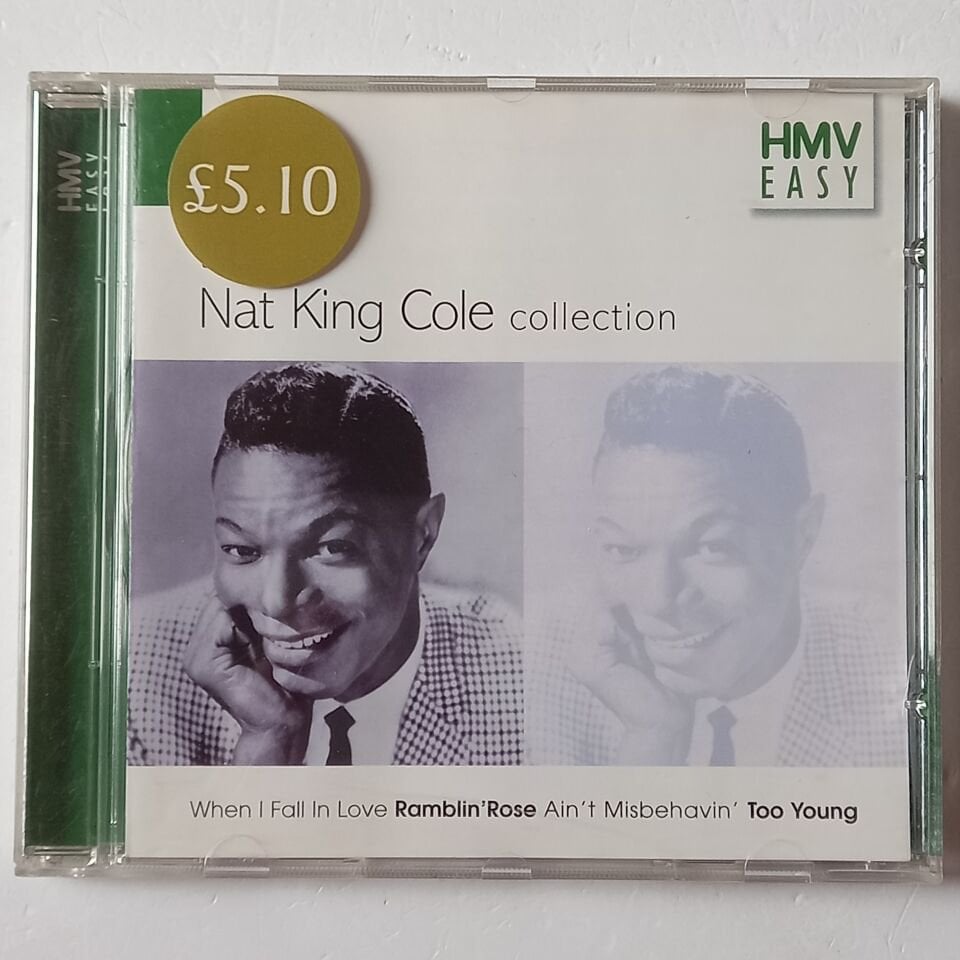 £5.10
HMV
EASY
HMV
EASY
Nat King Cole collection
When I Fall In Love Ramblin'Rose Ain't Misbehavin' Too Young